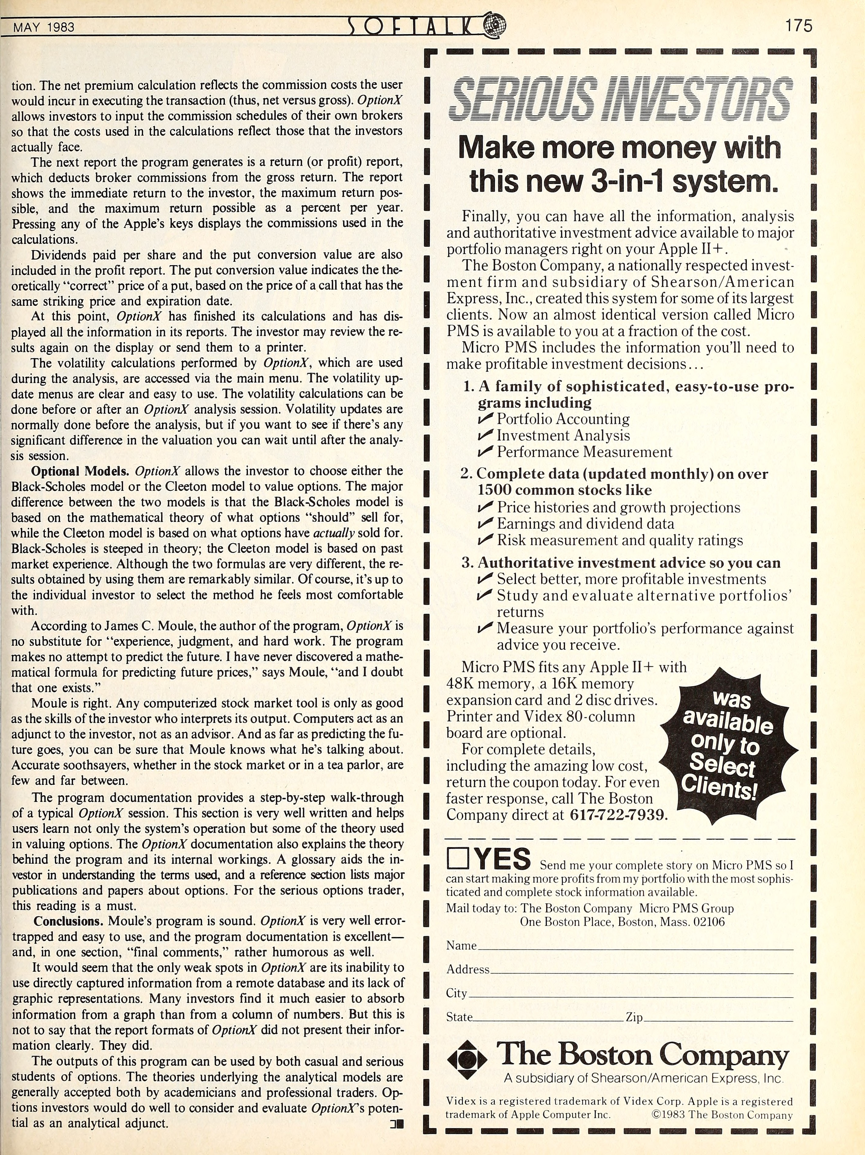 MAY 1983
SOFTALK
175
tion. The net premium calculation reflects the commission costs the user
would incur in executing the transaction (thus, net versus gross). OptionX
allows investors to input the commission schedules of their own brokers
so that the costs used in the calculations reflect those that the investors
actually face.
The next report the program generates is a return (or profit) report,
which deducts broker commissions from the gross return. The report
shows the immediate return to the investor, the maximum return pos-
sible, and the maximum return possible as a percent per year.
Pressing any of the Apple's keys displays the commissions used in the
calculations.
Dividends paid per share and the put conversion value are also
included in the profit report. The put conversion value indicates the the-
oretically "correct" price of a put, based on the price of a call that has the
same striking price and expiration date.
At this point, OptionX has finished its calculations and has dis-
played all the information in its reports. The investor may review the re-
sults again on the display or send them to a printer.
The volatility calculations performed by OptionX, which are used
during the analysis, are accessed via the main menu. The volatility up-
date menus are clear and easy to use. The volatility calculations can be
done before or after an OptionX analysis session. Volatility updates are
normally done before the analysis, but if you want to see if there's any
significant difference in the valuation you can wait until after the analy-
sis session.
Optional Models. OptionX allows the investor to choose either the
Black-Scholes model or the Cleeton model to value options. The major
difference between the two models is that the Black-Scholes model is
based on the mathematical theory of what options "should" sell for,
while the Cleeton model is based on what options have actually sold for.
Black-Scholes is steeped in theory; the Cleeton model is based on past
market experience. Although the two formulas are very different, the re-
sults obtained by using them are remarkably similar. Of course, it's up to
the individual investor to select the method he feels most comfortable
with.
According to James C. Moule, the author of the program, OptionX is
no substitute for "experience, judgment, and hard work. The program
makes no attempt to predict the future. I have never discovered a mathe-
matical formula for predicting future prices," says Moule, "and I doubt
that one exists."
Moule is right. Any computerized stock market tool is only as good
as the skills of the investor who interprets its output. Computers act as an
adjunct to the investor, not as an advisor. And as far as predicting the fu-
ture goes, you can be sure that Moule knows what he's talking about.
Accurate soothsayers, whether in the stock market or in a tea parlor, are
few and far between.
The program documentation provides a step-by-step walk-through
of a typical OptionX session. This section is very well written and helps
users learn not only the system's operation but some of the theory used
in valuing options. The OptionX documentation also explains the theory
behind the program and its internal workings. A glossary aids the in-
vestor in understanding the terms used, and a reference section lists major
publications and papers about options. For the serious options trader,
this reading is a must.
Conclusions. Moule's program is sound. OptionX is very well error-
trapped and easy to use, and the program documentation is excellent—
and, in one section, "final comments," rather humorous as well.
It would seem that the only weak spots in OptionX are its inability to
use directly captured information from a remote database and its lack of
graphic representations. Many investors find it much easier to absorb
information from a graph than from a column of numbers. But this is
not to say that the report formats of OptionX did not present their infor-
mation clearly. They did.
The outputs of this program can be used by both casual and serious
students of options. The theories underlying the analytical models are
generally accepted both by academicians and professional traders. Op-
tions investors would do well to consider and evaluate OptionX's poten-
tial as an analytical adjunct.
SERIOUS INVESTORS
Make more money with
this new 3-in-1 system.
Finally, you can have all the information, analysis
and authoritative investment advice available to major
portfolio managers right on your Apple II+.
The Boston Company, a nationally respected invest-
ment firm and subsidiary of Shearson/American
Express, Inc., created this system for some of its largest
clients. Now an almost identical version called Micro
PMS is available to you at a fraction of the cost.
Micro PMS includes the information you'll need to
make profitable investment decisions...
1. A family of sophisticated, easy-to-use pro-
grams including
Portfolio Accounting
Investment Analysis
Performance Measurement
2. Complete data (updated monthly) on over
1500 common stocks like
Price histories and growth projections
Earnings and dividend data
Risk measurement and quality ratings
3. Authoritative investment advice so you can
Select better, more profitable investments
Study and evaluate alternative portfolios'
returns
Measure your portfolio's performance against
advice you receive.
Micro PMS fits any Apple II+ with
48K memory, a 16K memory
expansion card and 2 disc drives.
Printer and Videx 80-column
board are optional.
For complete details,
including the amazing low cost,
return the coupon today. For even
faster response, call The Boston
Company direct at 617-722-7939.
was
available
only to
Select
Clients!
YES Send me your complete story on Micro PMS so I
can start making more profits from my portfolio with the most sophis-
ticated and complete stock information available.
Mail today to: The Boston Company Micro PMS Group
One Boston Place, Boston, Mass. 02106
Name
Address
City
State Zip
The Boston Company
A subsidiary of Shearson/American Express, Inc.
Videx is a registered trademark of Videx Corp. Apple is a registered
trademark of Apple Computer Inc. ©1983 The Boston Company